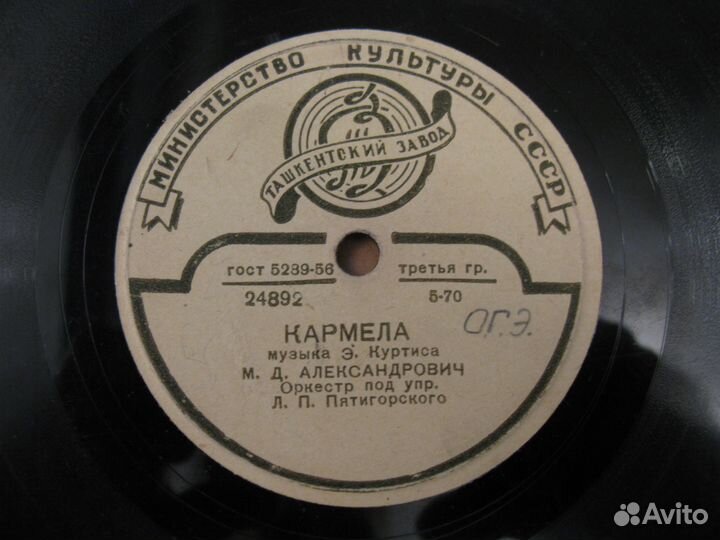 МИНИСТЕРСТВО КУЛЬТУРЫ СССР
ТАШКЕНТСКИЙ ЗАВОД
ГОСТ 5289-56 ТРЕТЬЯ ГР.
24892 5-70
О.Г.Э.
КАРМЕЛА
музыка Э. Куртиса
М. Д. АЛЕКСАНДРОВИЧ
Оркестр под упр.
Л. П. Пятигорского
Avito